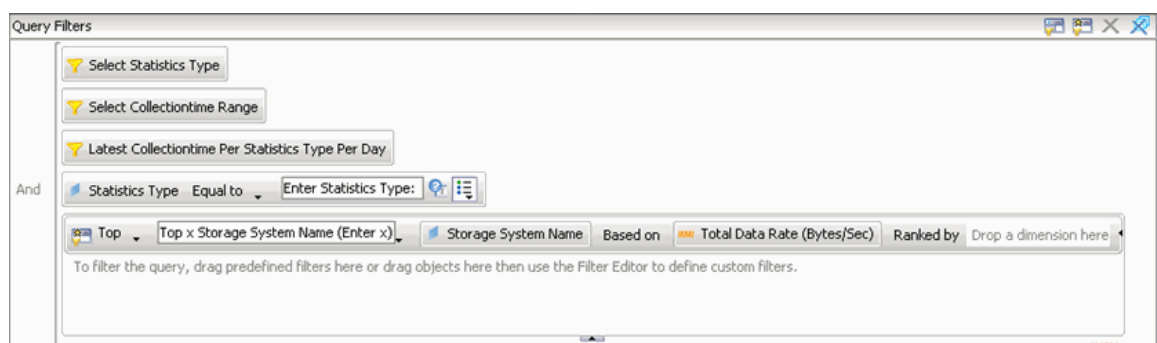 Query Filters
Select Statistics Type
Select Collectiontime Range
Latest Collectiontime Per Statistics Type Per Day
And
Statistics Type Equal to Enter Statistics Type:
Top Top x Storage System Name (Enter x) Storage System Name Based on Total Data Rate (Bytes/Sec) Ranked by Drop a dimension here
To filter the query, drag predefined filters here or drag objects here then use the Filter Editor to define custom filters.